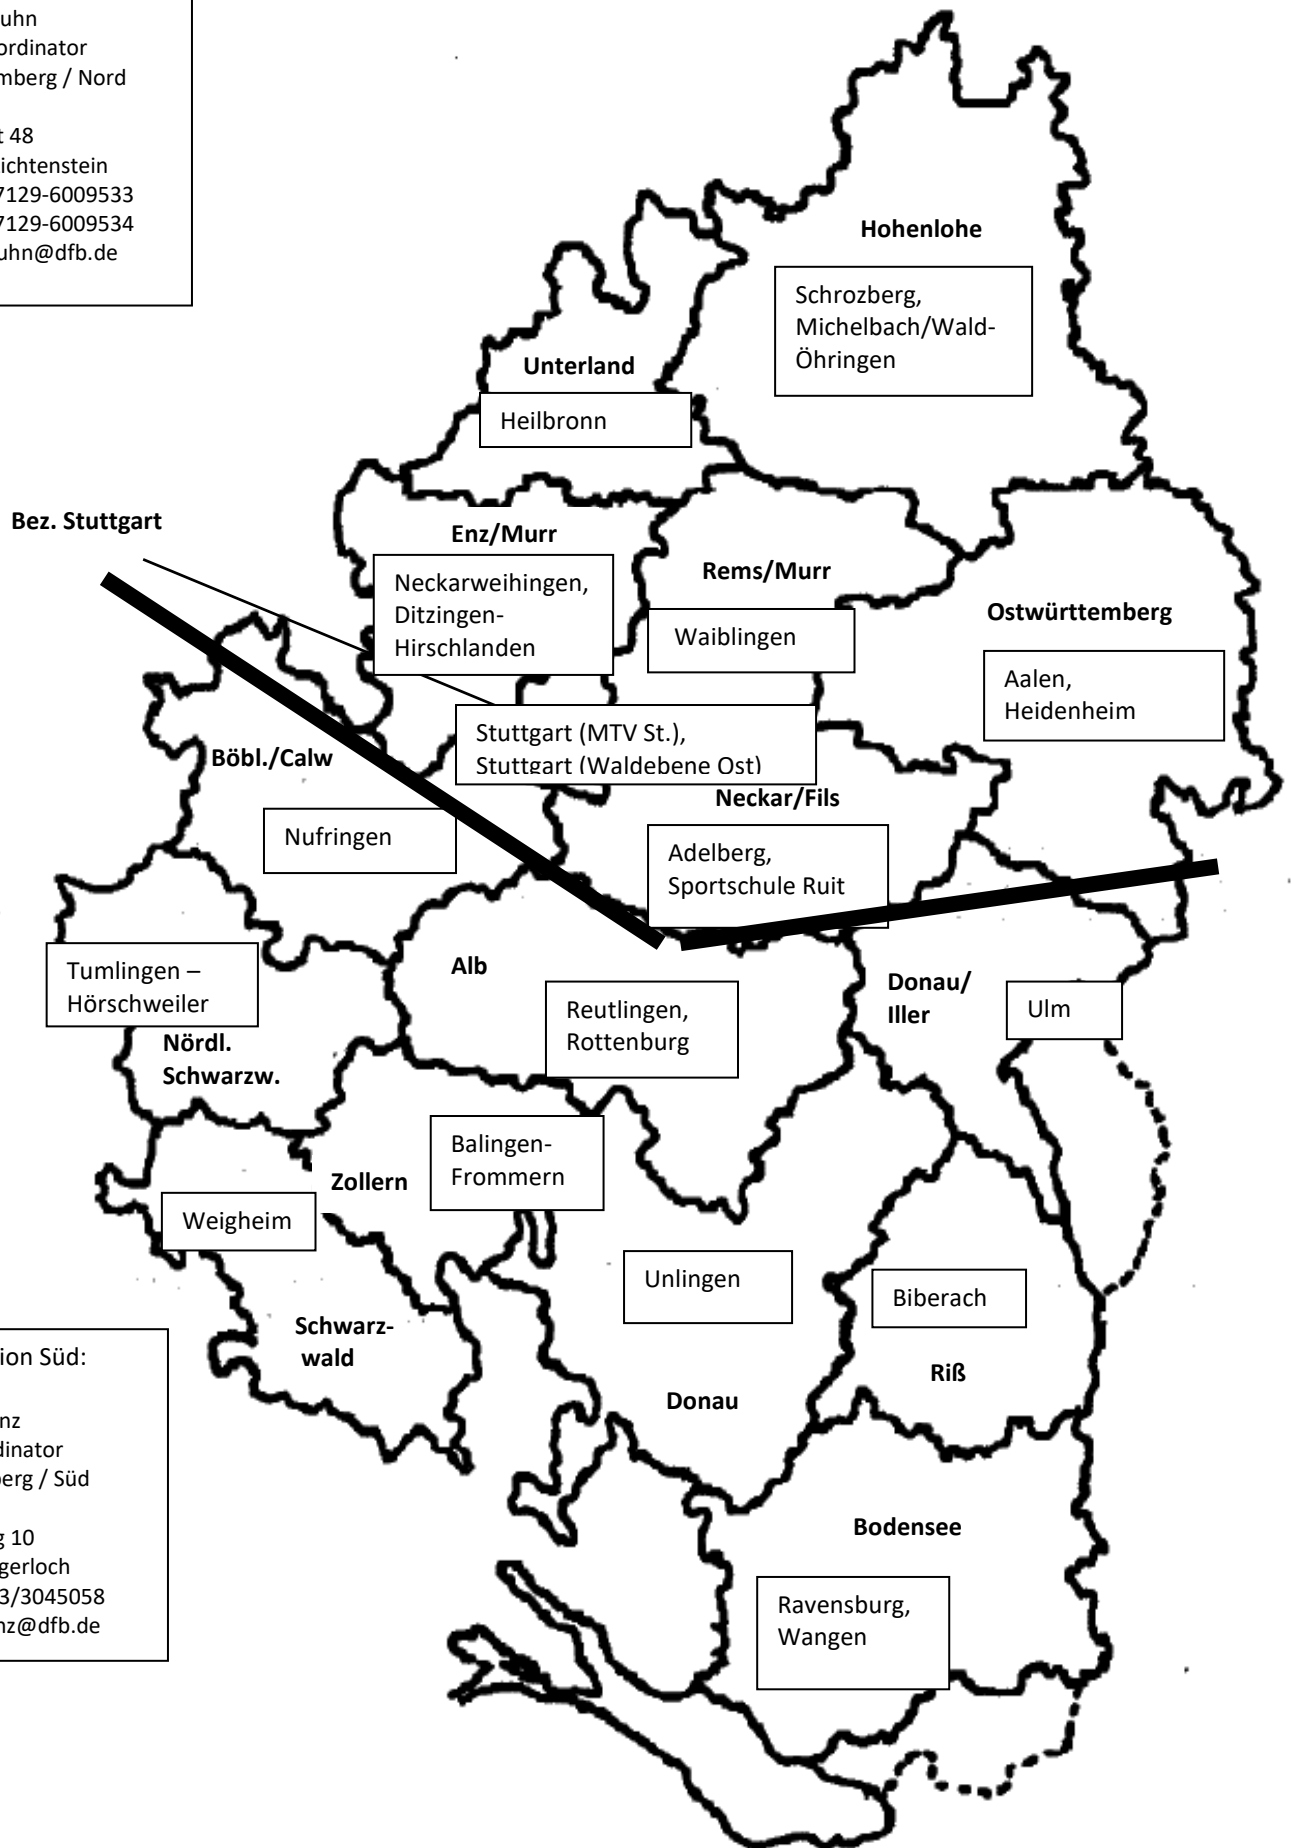 uhn
ordinator
mberg / Nord
t 48
ichtenstein
7129-6009533
7129-6009534
uhn@dfb.de
Hohenlohe
Schrozberg,
Michelbach/Wald-
Öhringen
Unterland
Heilbronn
Bez. Stuttgart
Enz/Murr
Neckarweihingen,
Ditzingen-
Hirschlanden
Rems/Murr
Waiblingen
Ostwürttemberg
Aalen,
Heidenheim
Stuttgart (MTV St.),
Stuttgart (Waldebene Ost)
Böbl./Calw
Nufringen
Neckar/Fils
Adelberg,
Sportschule Ruit
Tumlingen –
Hörschweiler
Nördl.
Schwarzw.
Alb
Reutlingen,
Rottenburg
Donau/
Iller
Ulm
Zollern
Balingen-
Frommern
Weigheim
Schwarz-
wald
Unlingen
Donau
Biberach
Riß
ion Süd:
nz
dinator
berg / Süd
g 10
gerloch
3/3045058
nz@dfb.de
Bodensee
Ravensburg,
Wangen